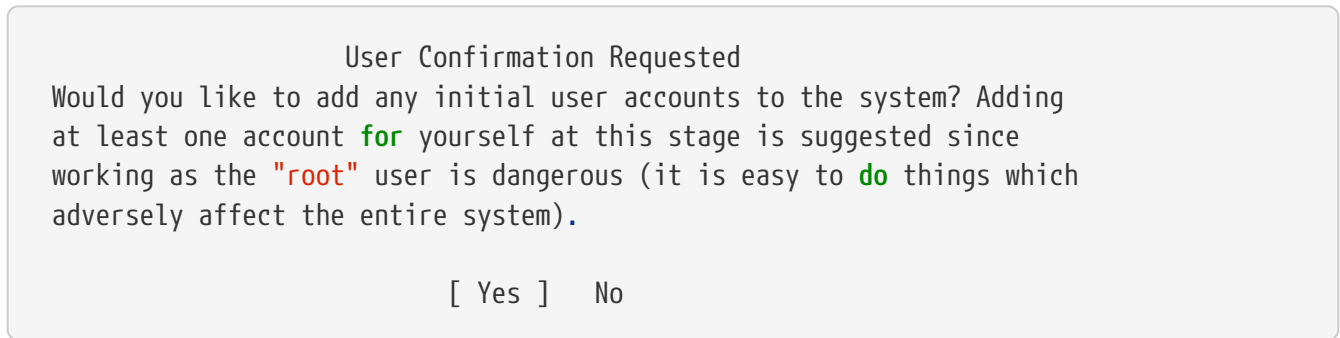 User Confirmation Requested
Would you like to add any initial user accounts to the system? Adding
at least one account for yourself at this stage is suggested since
working as the "root" user is dangerous (it is easy to do things which
adversely affect the entire system).
[ Yes ] No